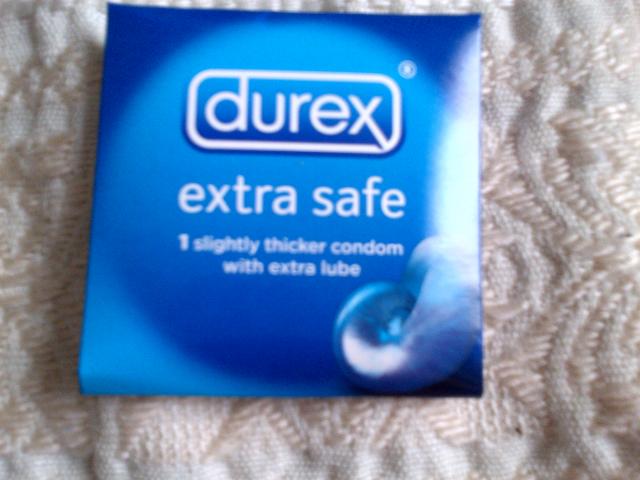 durex®
extra safe
1 slightly thicker condom
with extra lube